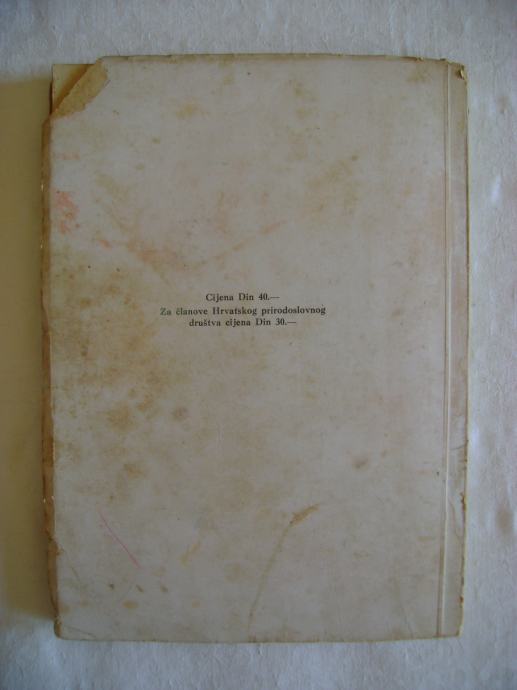 Cijena Din 40.—
Za članove Hrvatskog prirodoslovnog
društva cijena Din 30.—